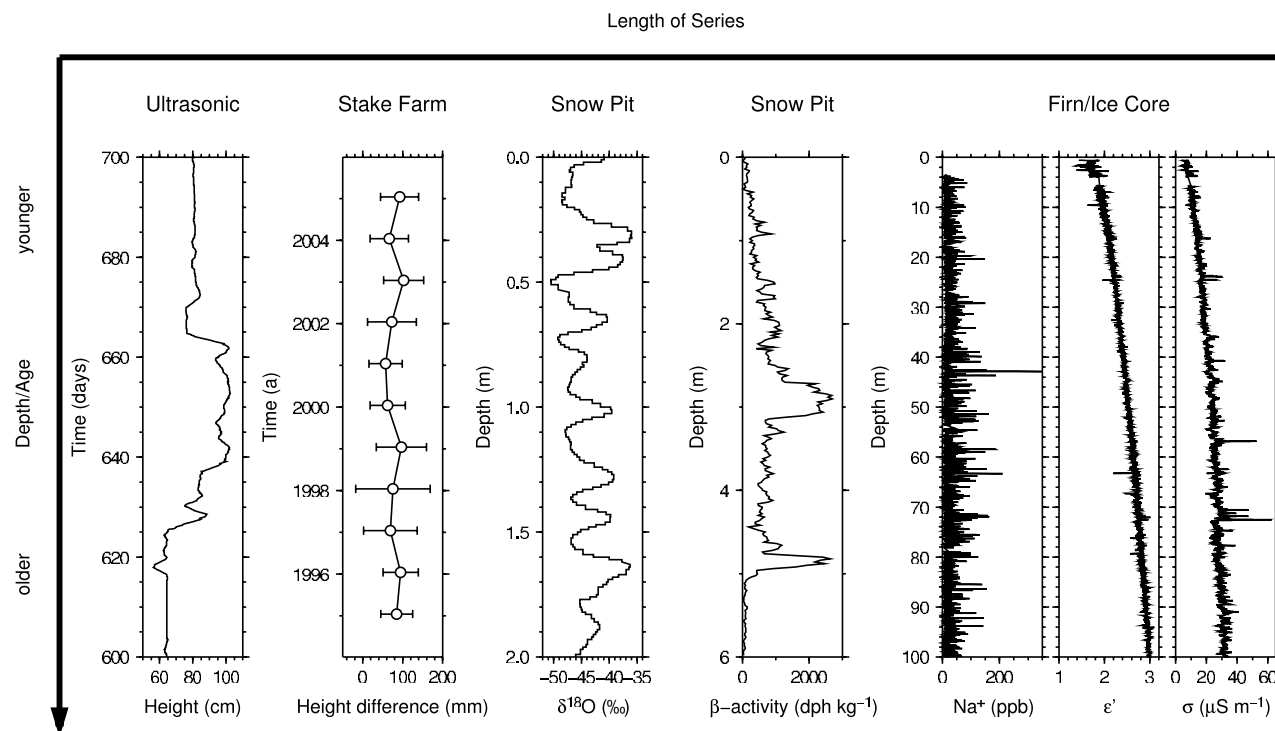 Length of Series
Ultrasonic
Stake Farm
Snow Pit
Snow Pit
Firn/Ice Core
younger
Depth/Age
older
Time (days)
700
680
660
640
620
600
60 80 100
Height (cm)
Time (a)
2004
2002
2000
1998
1996
0 100 200
Height difference (mm)
Depth (m)
0.0
0.5
1.0
1.5
2.0
−50 −45 −40 −35
δ¹⁸O (‰)
Depth (m)
0
2
4
6
0 2000
β−activity (dph kg⁻¹)
Depth (m)
0
10
20
30
40
50
60
70
80
90
100
0 200
Na⁺ (ppb)
1 2 3
ε'
0 20 40 60
σ (μS m⁻¹)